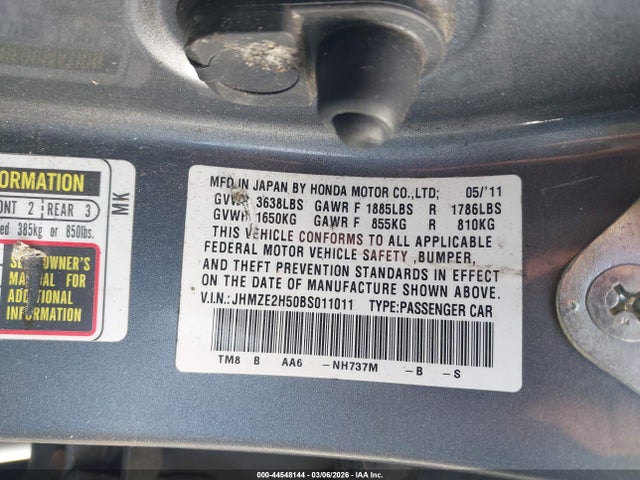 ORMATION
ONT 2 REAR 3
ed 385kg or 850lbs.
OWNER'S
MANUAL FOR
ADDITIONAL
INFORMATION
MK
MFD IN JAPAN BY HONDA MOTOR CO.,LTD; 05/'11
GVWR 3638LBS GAWR F 1885LBS R 1786LBS
GVWR 1650KG GAWR F 855KG R 810KG
THIS VEHICLE CONFORMS TO ALL APPLICABLE
FEDERAL MOTOR VEHICLE SAFETY ,BUMPER,
AND THEFT PREVENTION STANDARDS IN EFFECT
ON THE DATE OF MANUFACTURE SHOWN ABOVE.
V.I.N.: JHMZE2H50BS011011 TYPE:PASSENGER CAR
TM8 B AA6 -NH737M -B -S
000-44548144 — 03/06/2026 — IAA Inc.